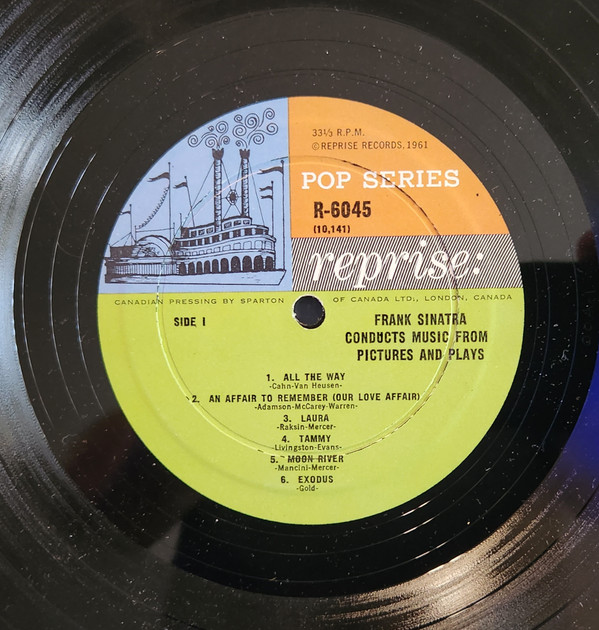 33⅓ R.P.M.
©REPRISE RECORDS, 1961
POP SERIES
R-6045
(10,141)
reprise:
CANADIAN PRESSING BY SPARTON OF CANADA LTD., LONDON, CANADA
SIDE I
FRANK SINATRA
CONDUCTS MUSIC FROM
PICTURES AND PLAYS
1. ALL THE WAY
-Cahn-Van Heusen-
2. AN AFFAIR TO REMEMBER (OUR LOVE AFFAIR)
-Adamson-McCarey-Warren-
3. LAURA
-Raksin-Mercer-
4. TAMMY
Livingston-Evans-
5. MOON RIVER
-Mancini-Mercer-
6. EXODUS
-Gold-